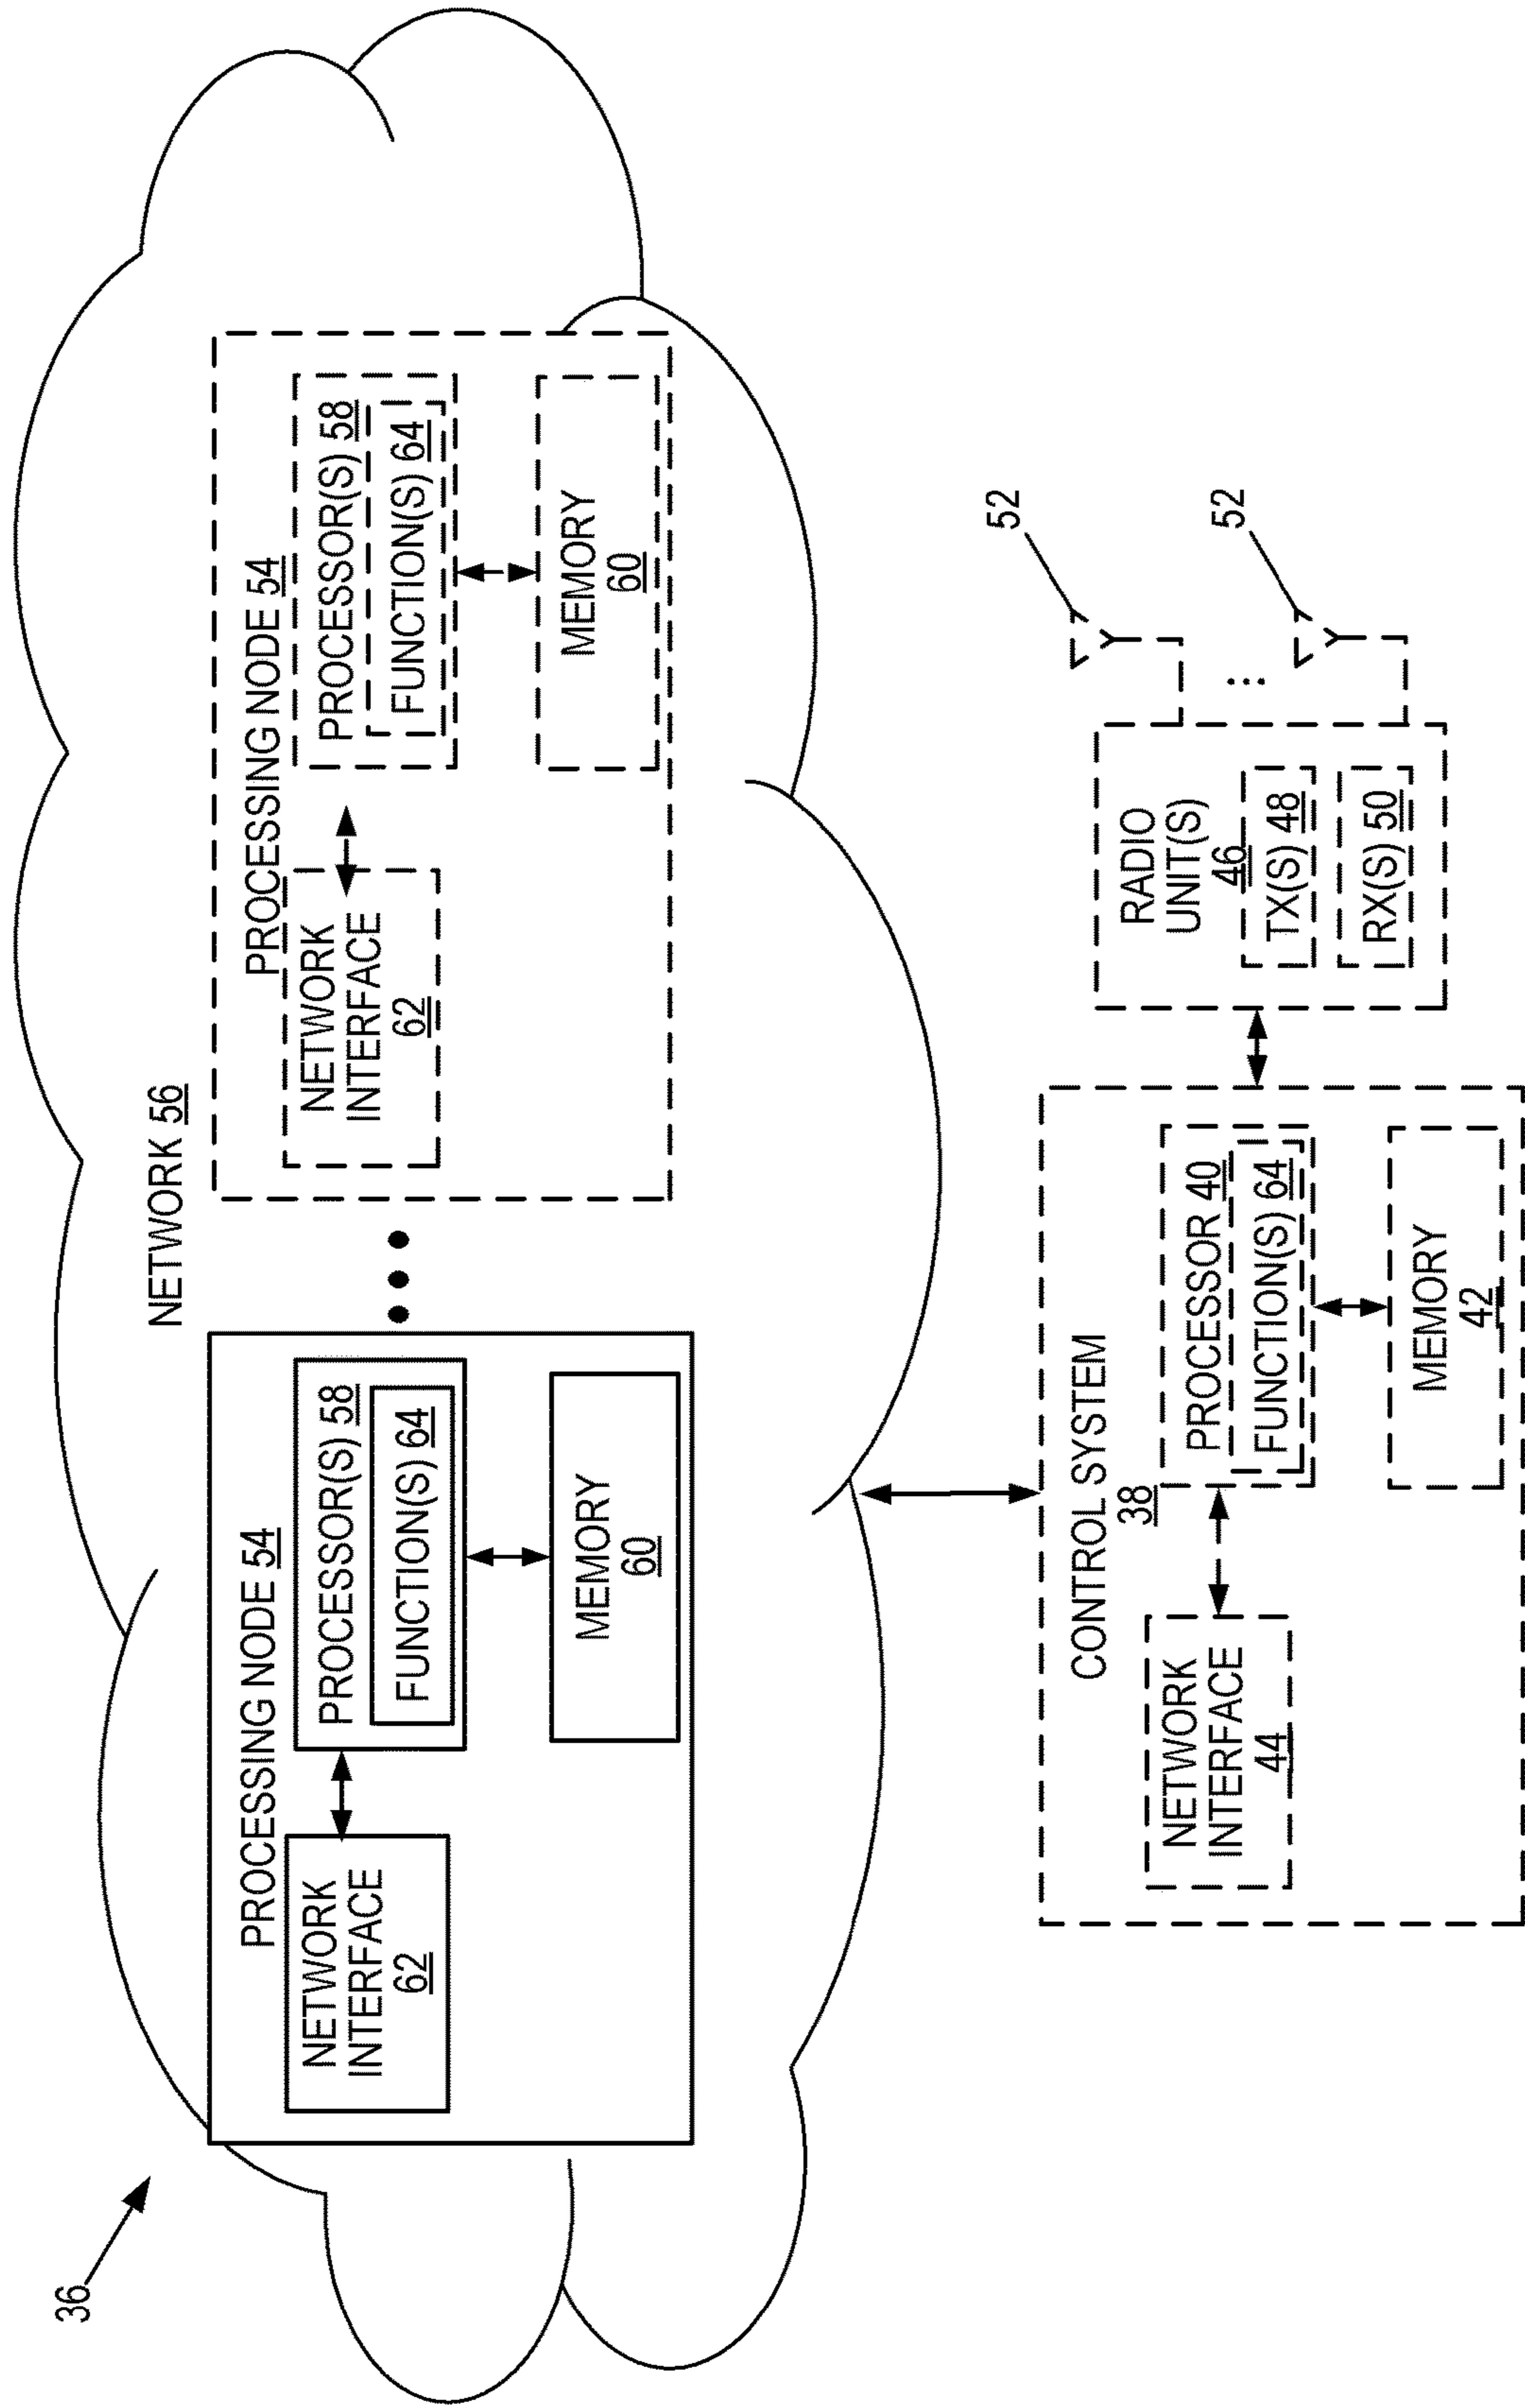 36
NETWORK 56
PROCESSING NODE 54
NETWORK
INTERFACE
62
PROCESSOR(S) 58
FUNCTION(S) 64
MEMORY
60
PROCESSING NODE 54
NETWORK
INTERFACE
62
PROCESSOR(S) 58
FUNCTION(S) 64
MEMORY
60
CONTROL SYSTEM
38
NETWORK
INTERFACE
44
PROCESSOR 40
FUNCTION(S) 64
MEMORY
42
RADIO
UNIT(S)
46
TX(S) 48
RX(S) 50
52
52